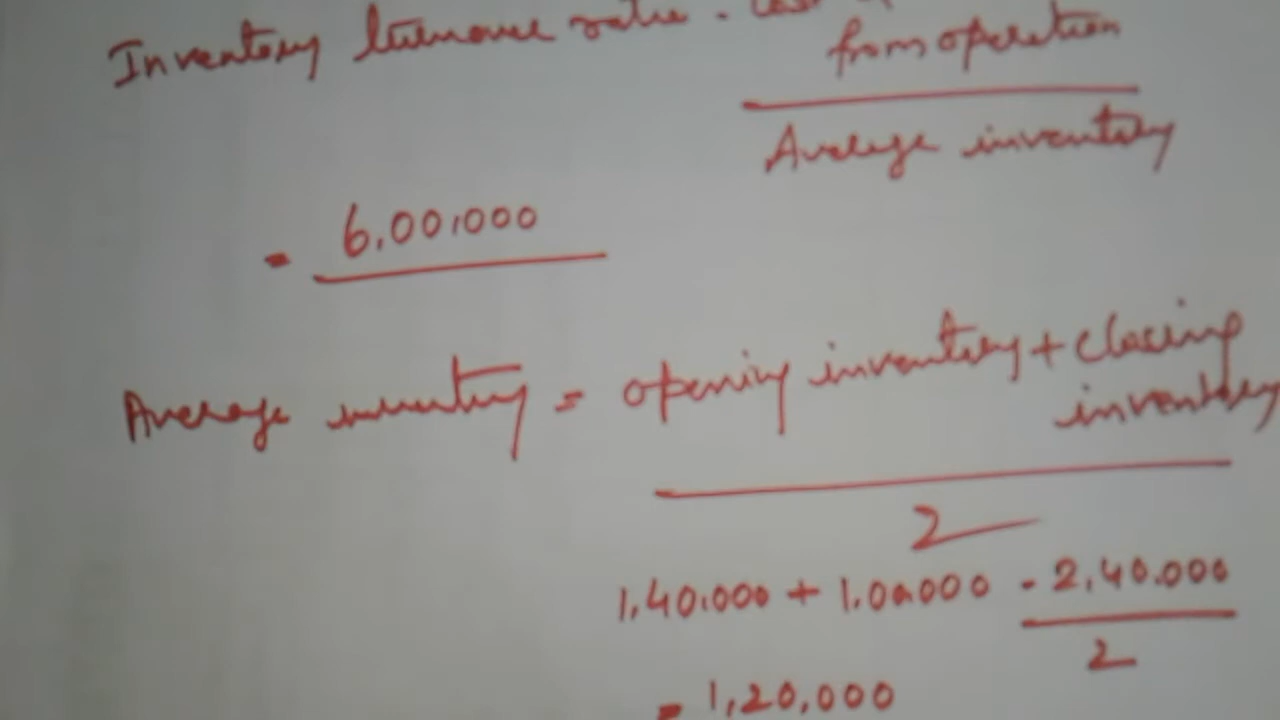 Inventory turnover ratio = Cost
from operation
Average inventory
= 6,00,000
Average inventory = opening inventory + closing
inventory
2
1,40,000 + 1,00,000 = 2,40,000
2
= 1,20,000